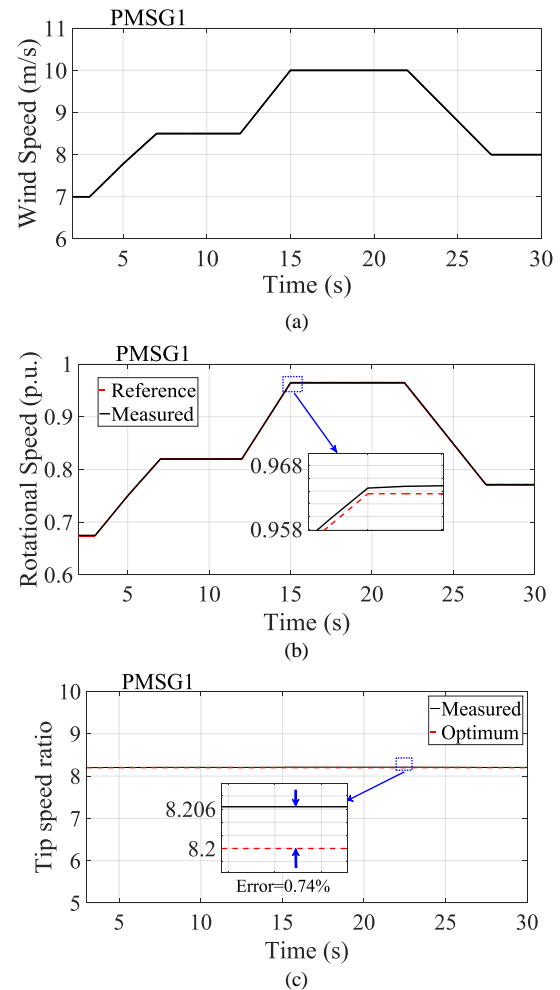 PMSG1
11
10
9
8
7
6
Wind Speed (m/s)
5 10 15 20 25 30
Time (s)
(a)
PMSG1
1
0.9
0.8
0.7
0.6
Rotational Speed (p.u.)
Reference
Measured
0.968
0.958
5 10 15 20 25 30
Time (s)
(b)
PMSG1
10
9
8
7
6
5
Tip speed ratio
Measured
Optimum
8.206
8.2
Error=0.74%
5 10 15 20 25 30
Time (s)
(c)